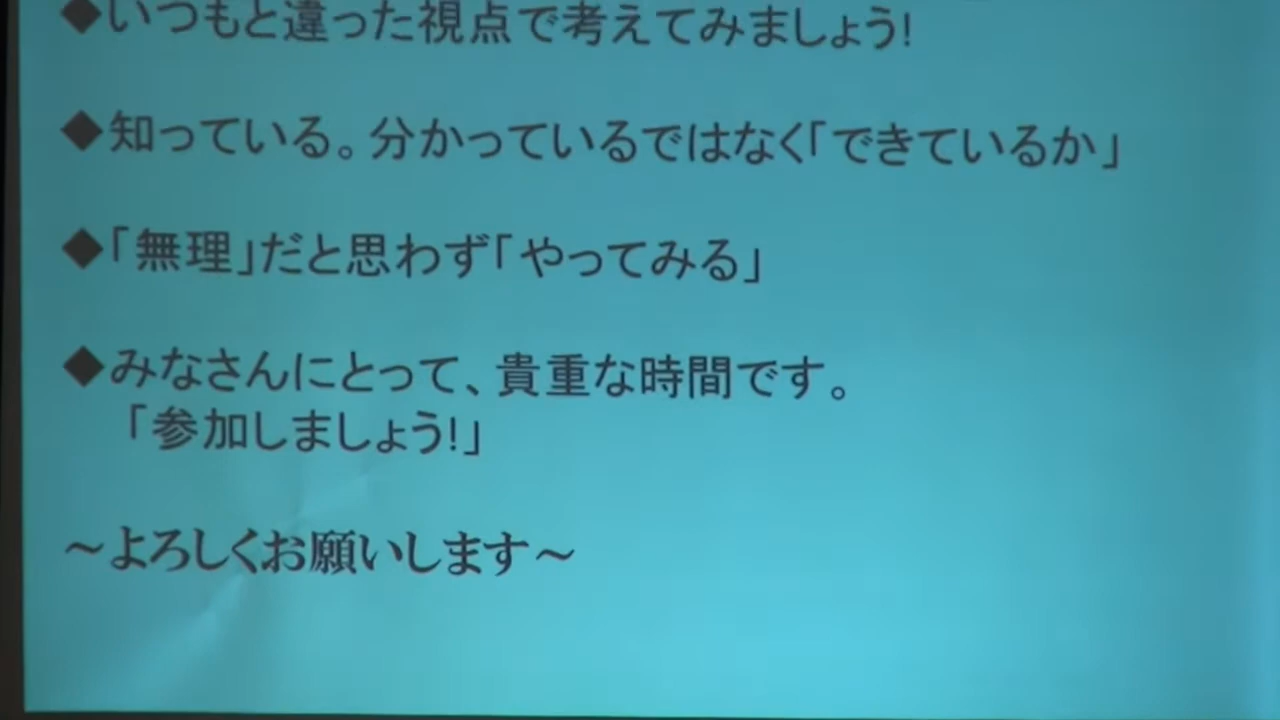 ◆いつもと違った視点で考えてみましょう!
◆知っている。分かっているではなく「できているか」
◆「無理」だと思わず「やってみる」
◆みなさんにとって、貴重な時間です。
「参加しましょう!」
～よろしくお願いします～